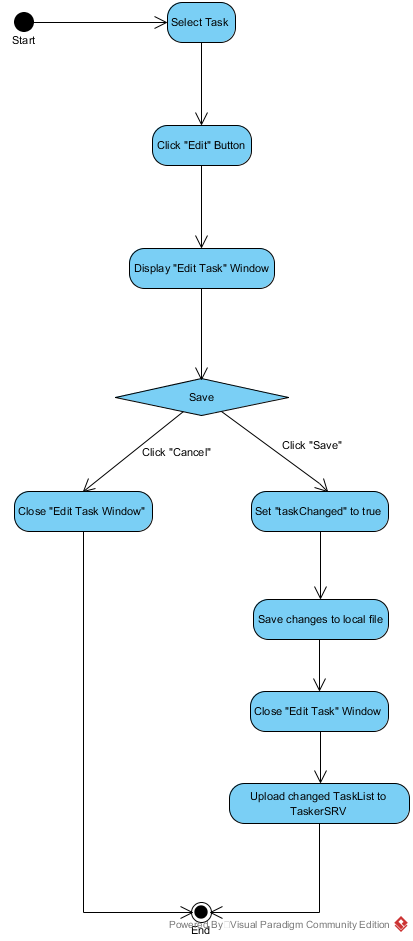 Select Task
Start
Click "Edit" Button
Display "Edit Task" Window
Save
Click "Cancel"
Click "Save"
Close "Edit Task Window"
Set "taskChanged" to true
Save changes to local file
Close "Edit Task" Window
Upload changed TaskList to
TaskerSRV
Powered By Visual Paradigm Community Edition
End